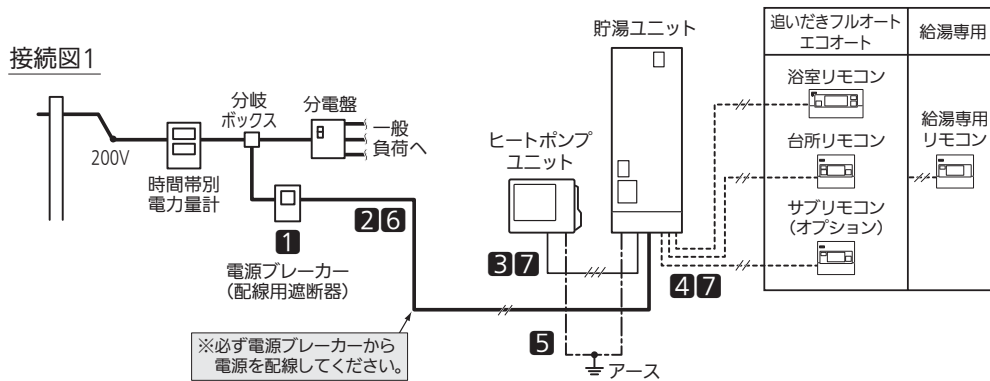 接続図1
200V
時間帯別
電力量計
分岐
ボックス
分電盤
一般
負荷へ
1
電源ブレーカー
(配線用遮断器)
2 6
※必ず電源ブレーカーから
電源を配線してください。
ヒートポンプ
ユニット
3 7
5
アース
貯湯ユニット
4 7
追いだきフルオート
エコオート
給湯専用
浴室リモコン
台所リモコン
サブリモコン
(オプション)
給湯専用
リモコン